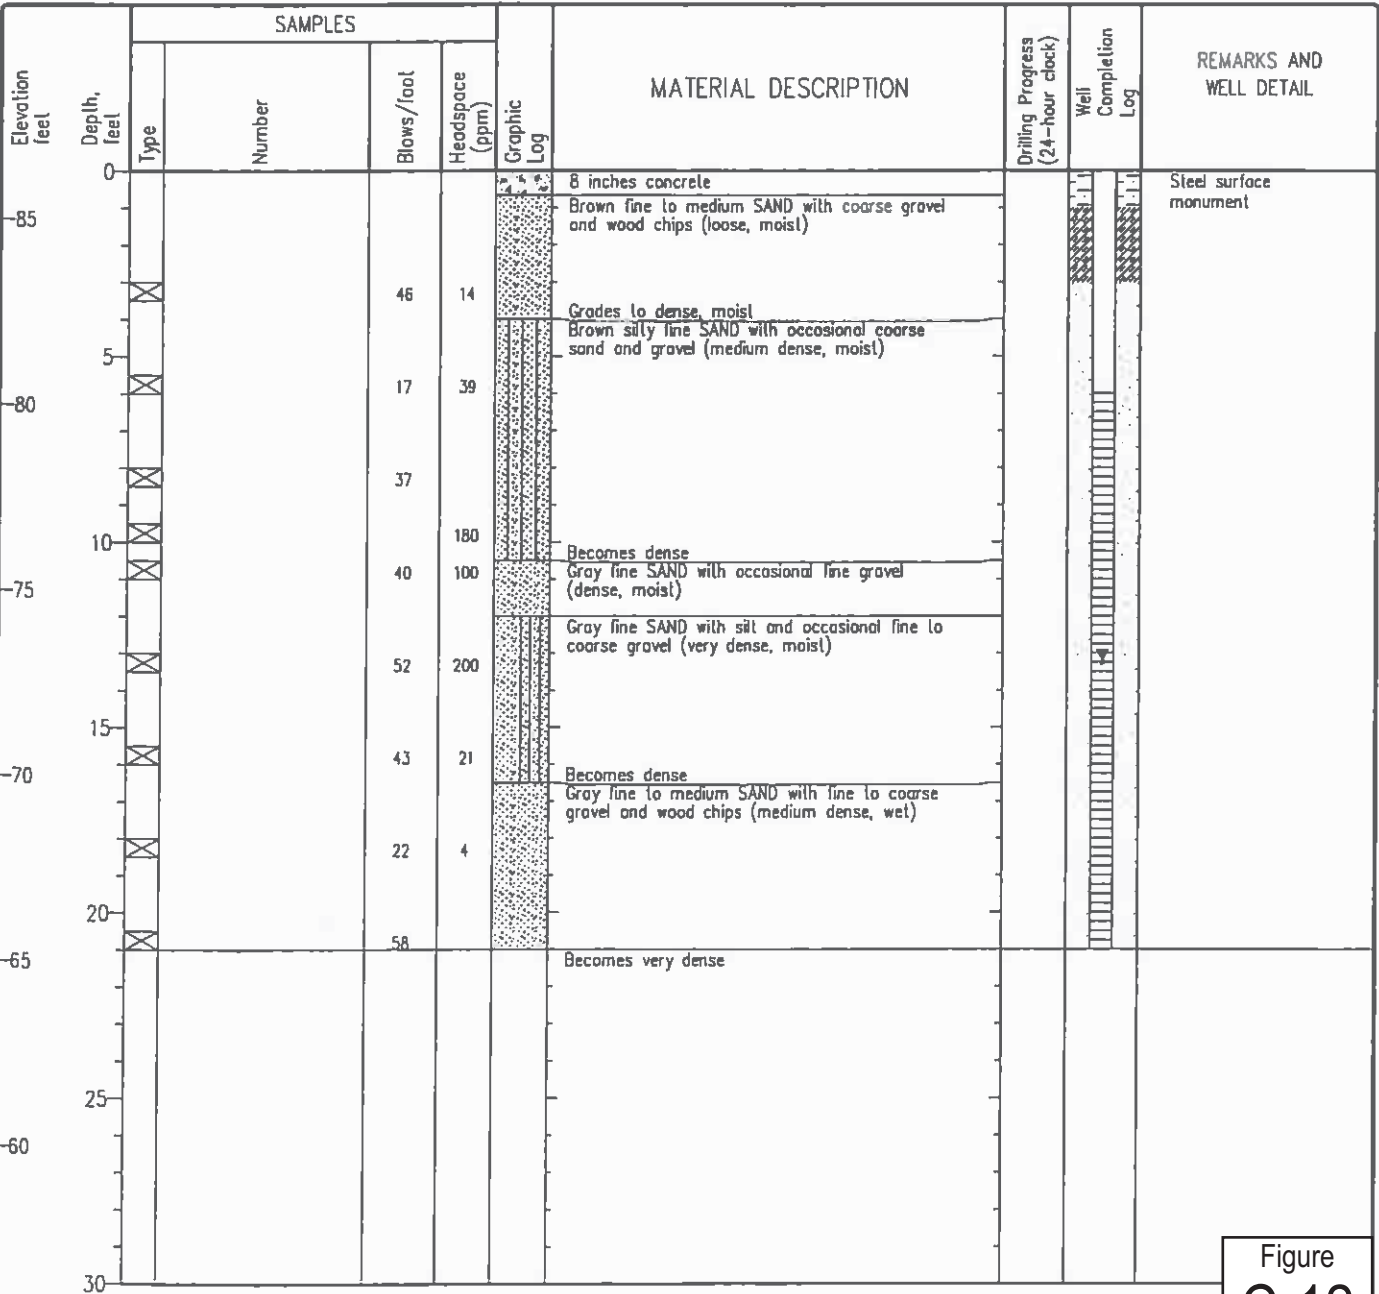 SAMPLES
Elevation
feet
Depth,
feet
Type
Number
Blows/foot
Headspace
(ppm)
Graphic
Log
MATERIAL DESCRIPTION
Drilling Progress
(24-hour clock)
Well
Completion
Log
REMARKS AND
WELL DETAIL
0
8 inches concrete
Steel surface
monument
-85
Brown fine to medium SAND with coarse gravel
and wood chips (loose, moist)
46 14
Grades to dense, moist
Brown silty fine SAND with occasional coarse
sand and gravel (medium dense, moist)
5
17 39
-80
37
180
10
Becomes dense
40 100
Gray fine SAND with occasional fine gravel
(dense, moist)
-75
Gray fine SAND with silt and occasional fine to
coarse gravel (very dense, moist)
52 200
15
43 21
-70
Becomes dense
Gray fine to medium SAND with fine to coarse
gravel and wood chips (medium dense, wet)
22 4
20
58
-65
Becomes very dense
25
-60
30
Figure